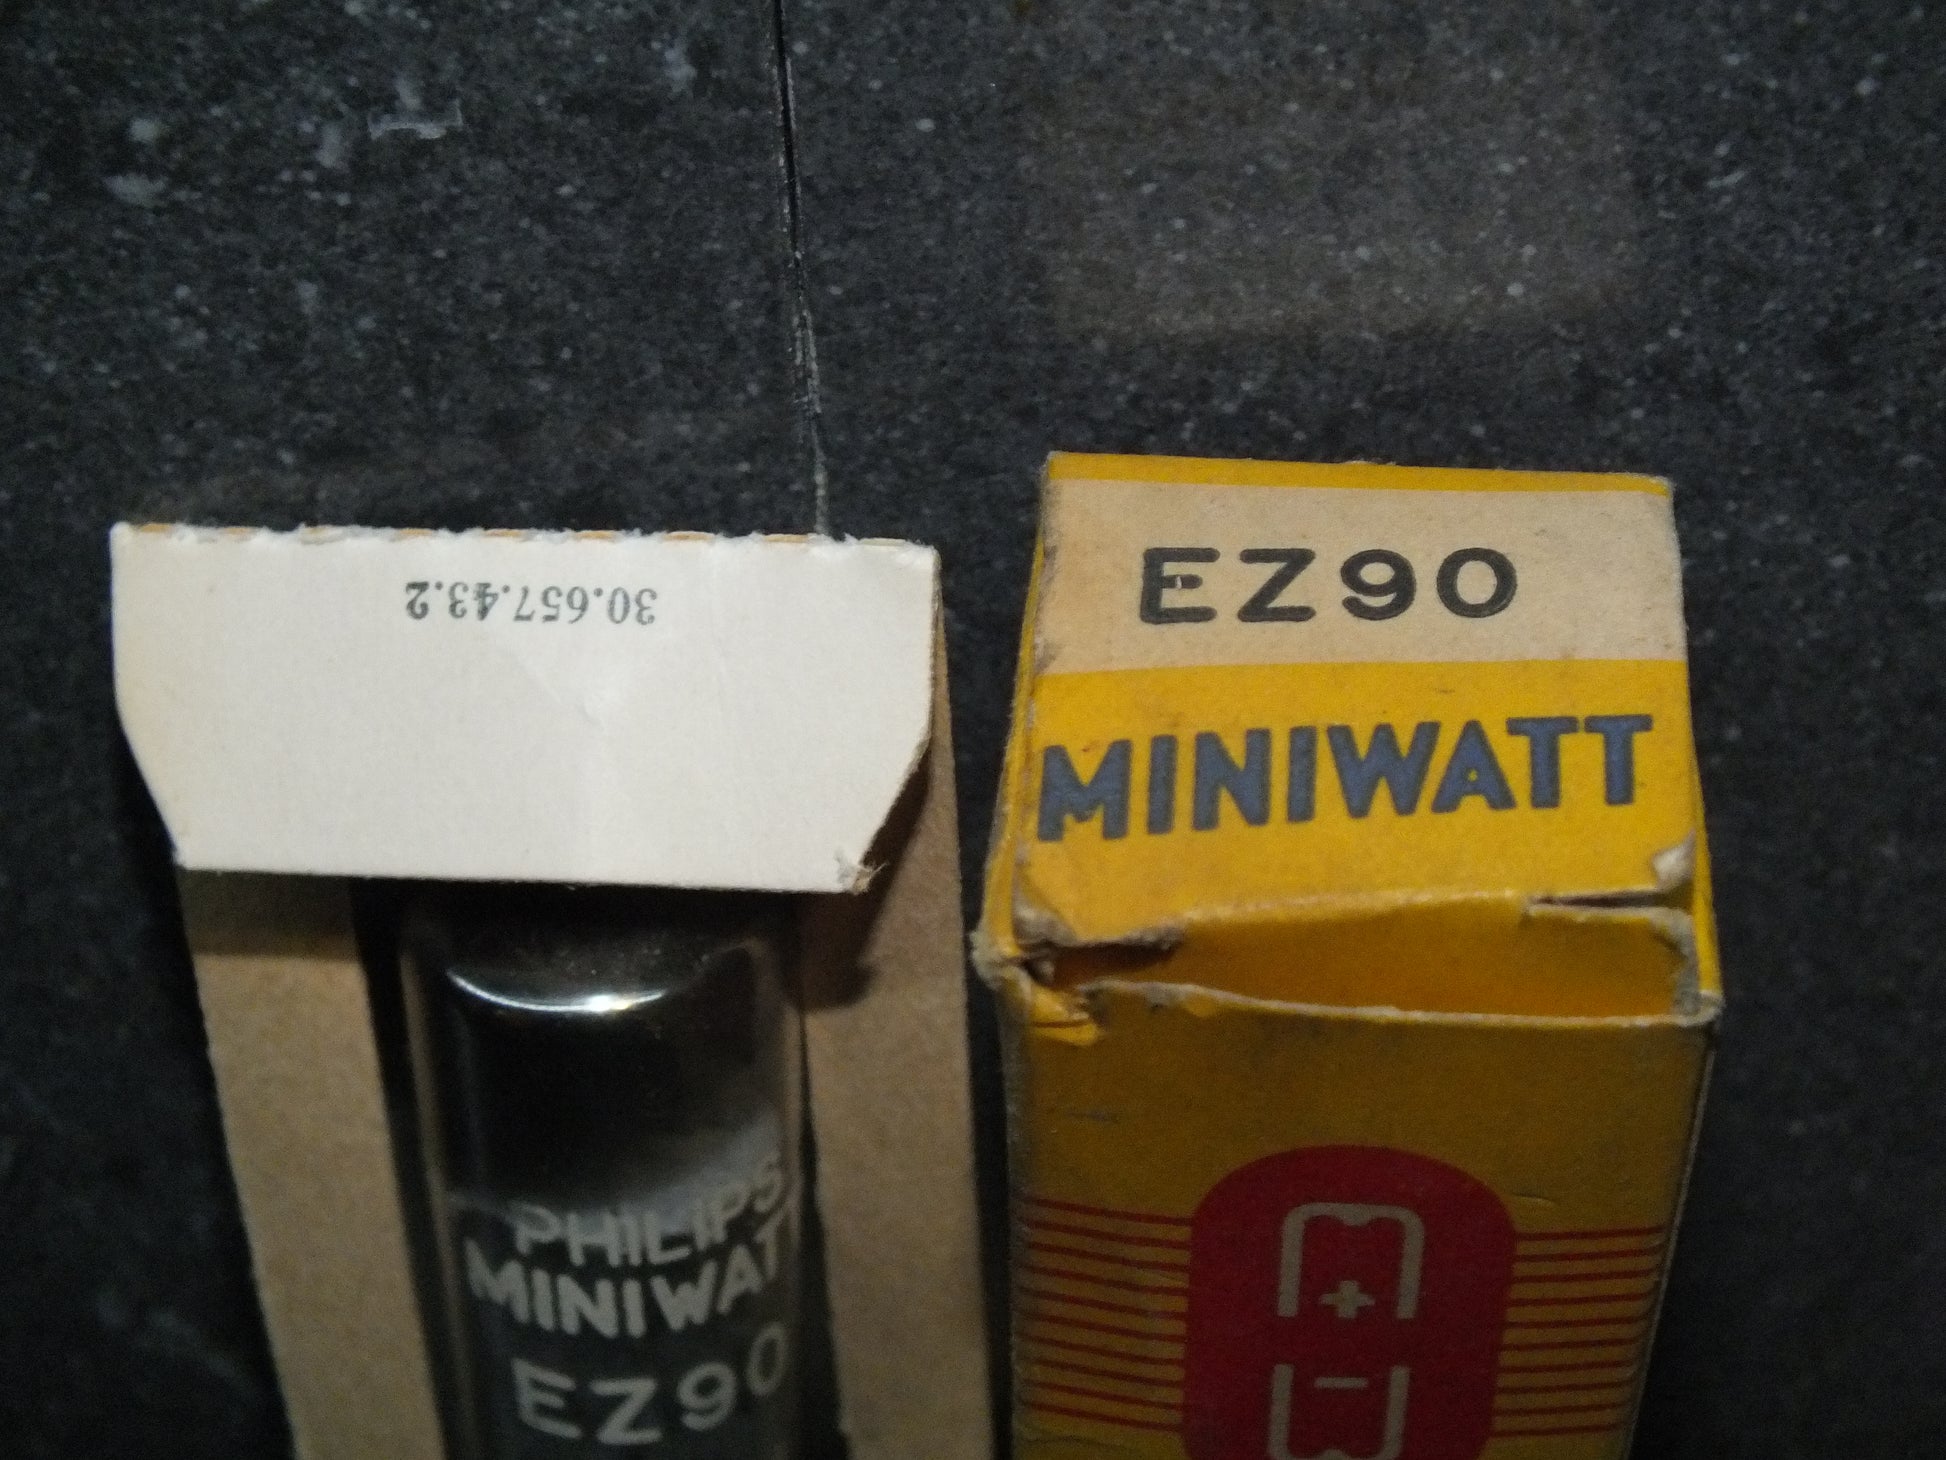 30.657.43.2
PHILIPS
MINIWATT
EZ90
EZ90
MINIWATT
+
-